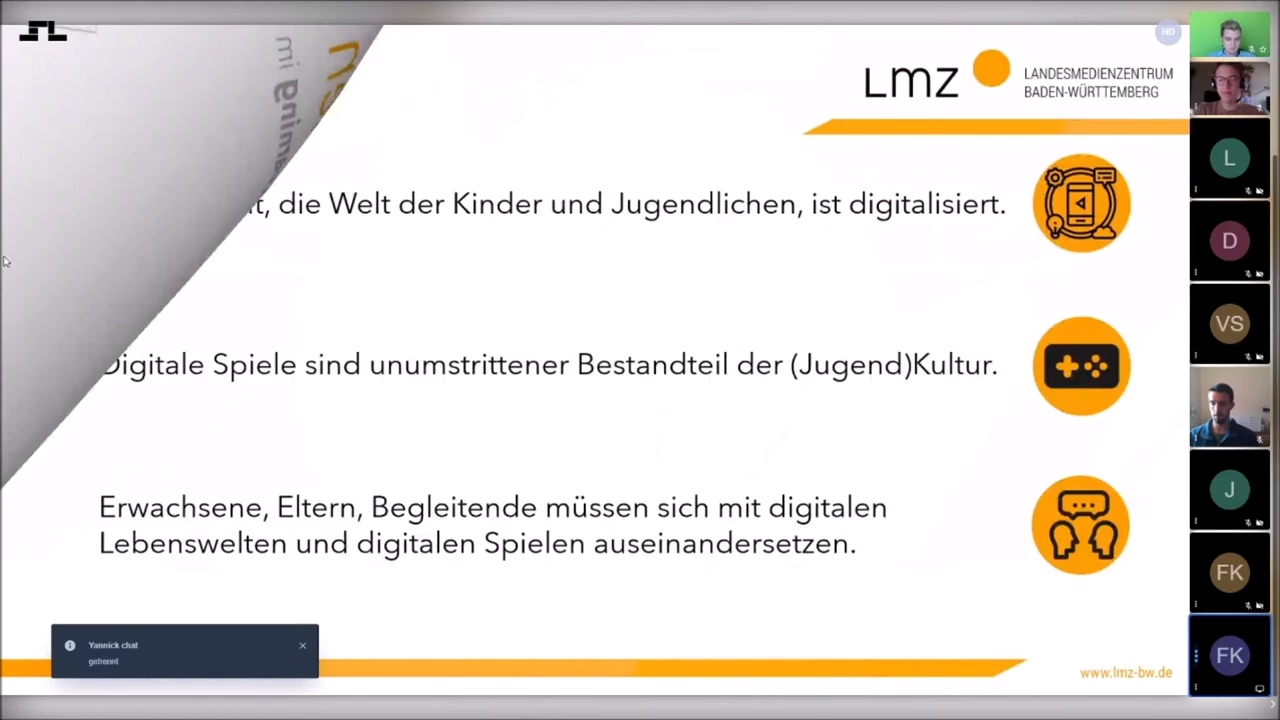 HD
LMZ
LANDESMEDIENZENTRUM
BADEN-WÜRTTEMBERG
die Welt der Kinder und Jugendlichen, ist digitalisiert.
Digitale Spiele sind unumstrittener Bestandteil der (Jugend)Kultur.
Erwachsene, Eltern, Begleitende müssen sich mit digitalen
Lebenswelten und digitalen Spielen auseinandersetzen.
Yannick chat
getrennt
www.lmz-bw.de
L
D
VS
J
FK
FK